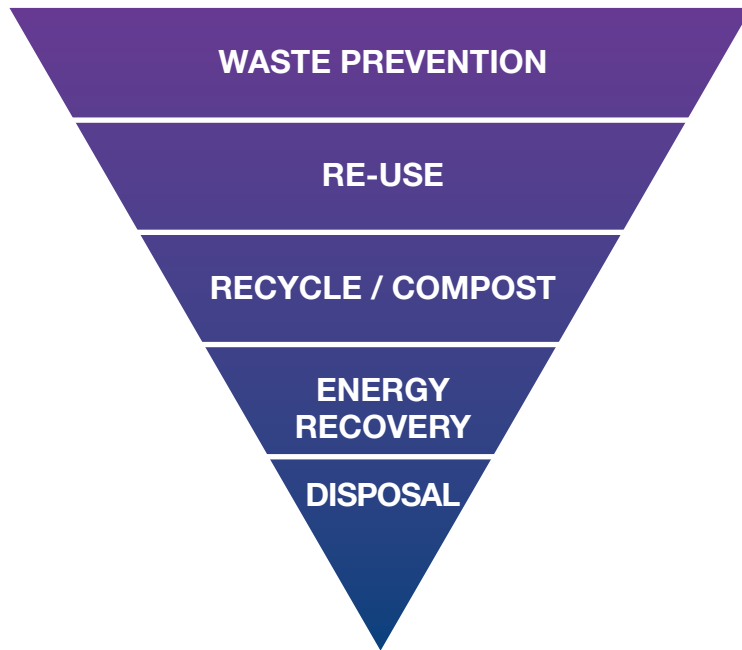 WASTE PREVENTION
RE-USE
RECYCLE / COMPOST
ENERGY
RECOVERY
DISPOSAL